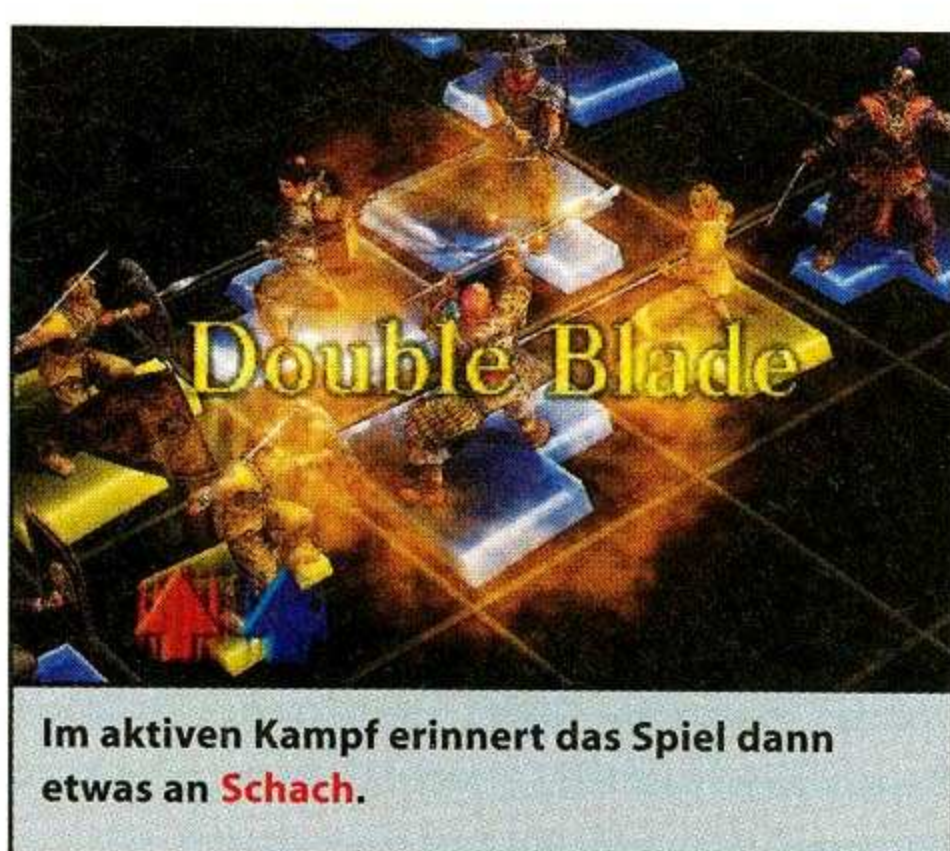 Double Blade
Im aktiven Kampf erinnert das Spiel dann
etwas an Schach.